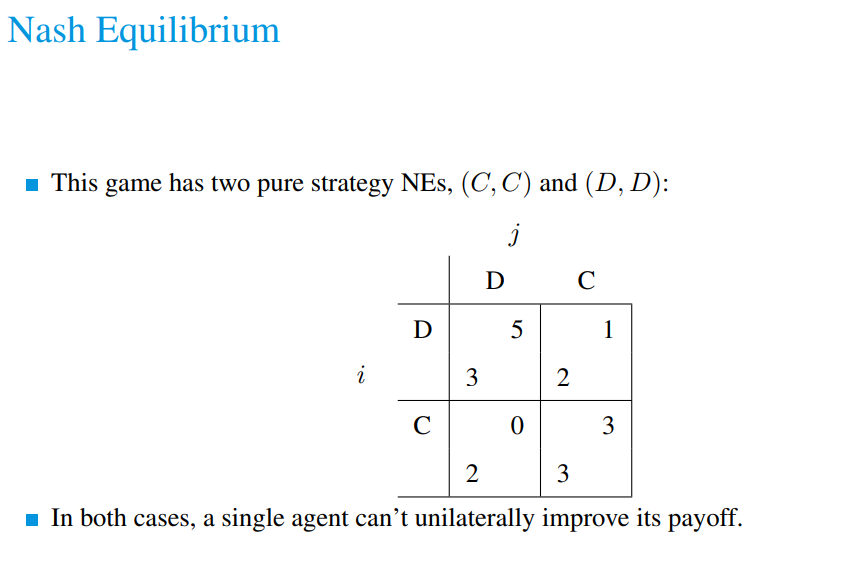 Nash Equilibrium
This game has two pure strategy NEs, (C, C) and (D, D):
j
D C
D 5 1
i 3 2
C 0 3
2 3
In both cases, a single agent can’t unilaterally improve its payoff.